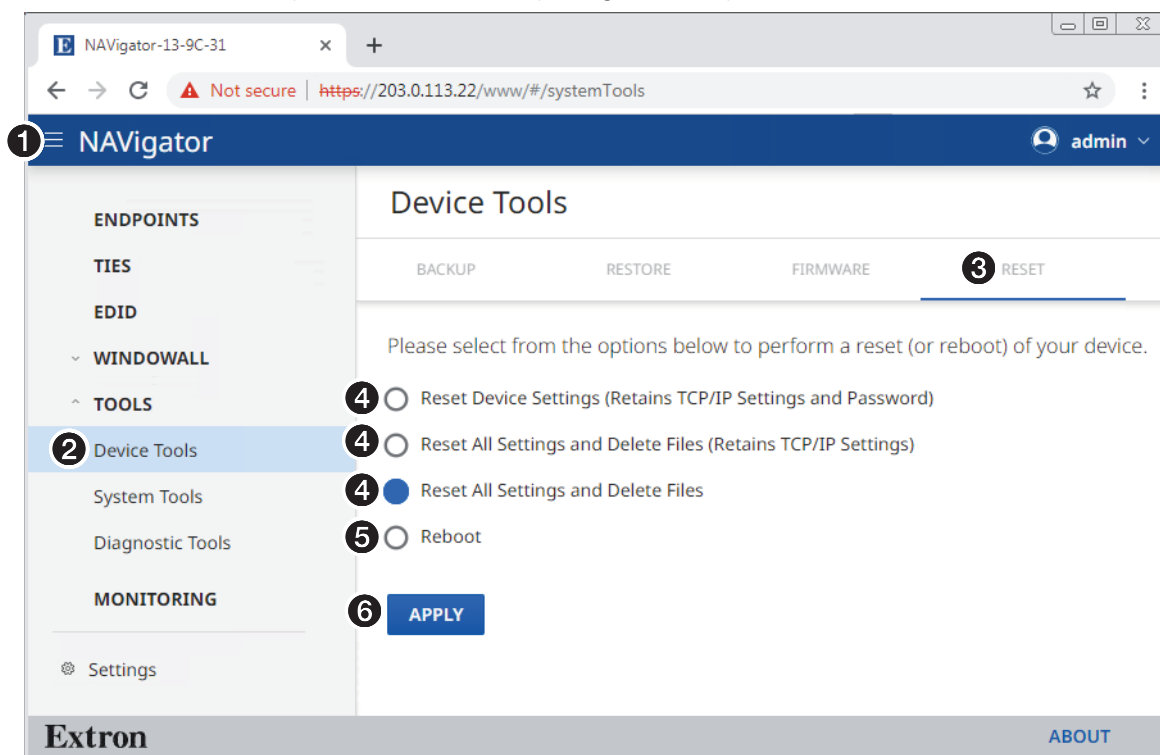 NAVigator-13-9C-31
Not secure | https://203.0.113.22/www/#/systemTools
1 NAVigator admin
ENDPOINTS
TIES
EDID
WINDOWALL
TOOLS
2 Device Tools
System Tools
Diagnostic Tools
MONITORING
Settings
Device Tools
BACKUP RESTORE FIRMWARE 3 RESET
Please select from the options below to perform a reset (or reboot) of your device.
4 Reset Device Settings (Retains TCP/IP Settings and Password)
4 Reset All Settings and Delete Files (Retains TCP/IP Settings)
4 Reset All Settings and Delete Files
5 Reboot
6 APPLY
Extron ABOUT